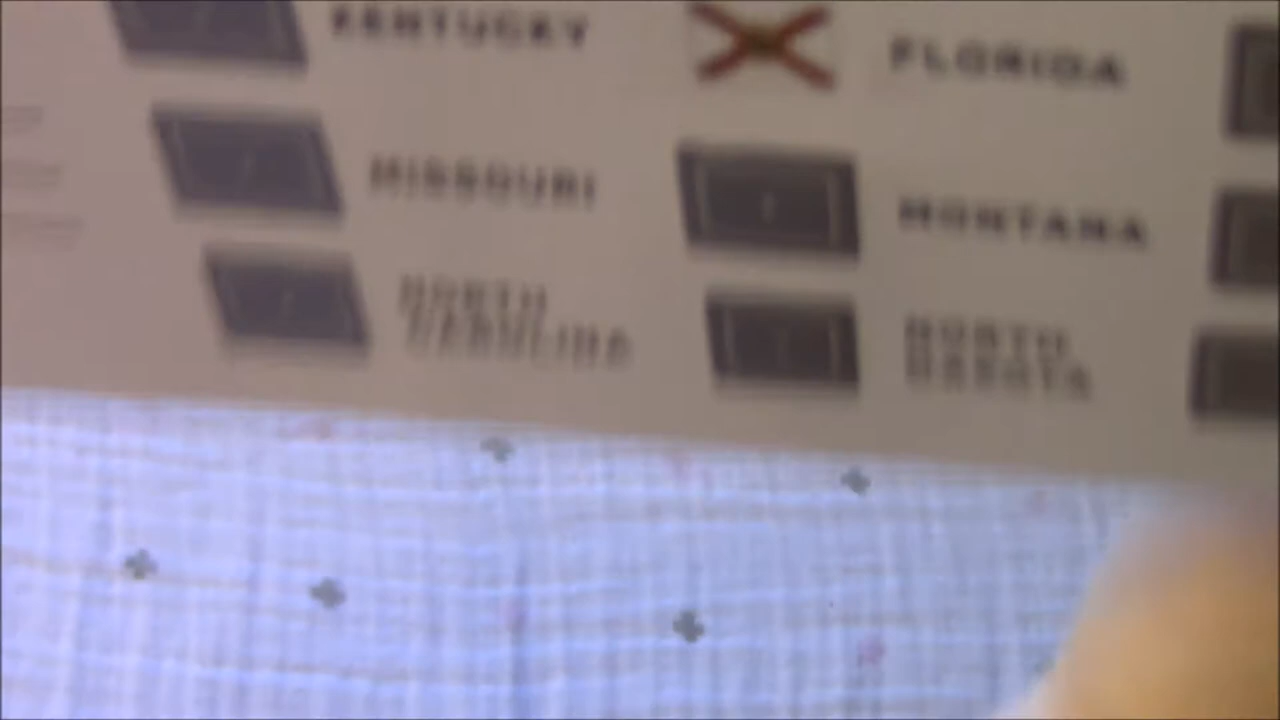 KENTUCKY
FLORIDA
MISSOURI
MONTANA
NORTH
CAROLINA
NORTH
DAKOTA